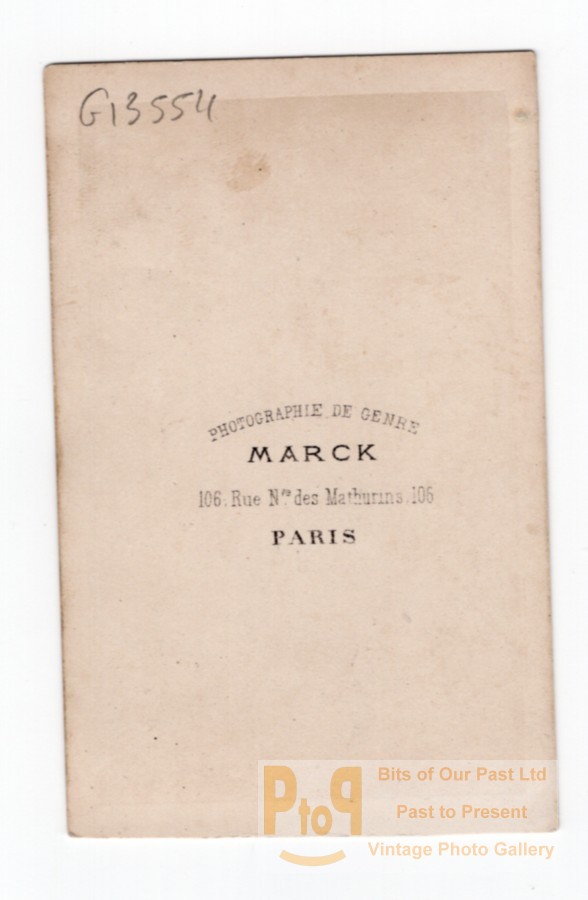 G13554
PHOTOGRAPHIE DE GENRE
MARCK
106, Rue Nve des Mathurins, 106
PARIS
PtoP
Bits of Our Past Ltd
Past to Present
Vintage Photo Gallery